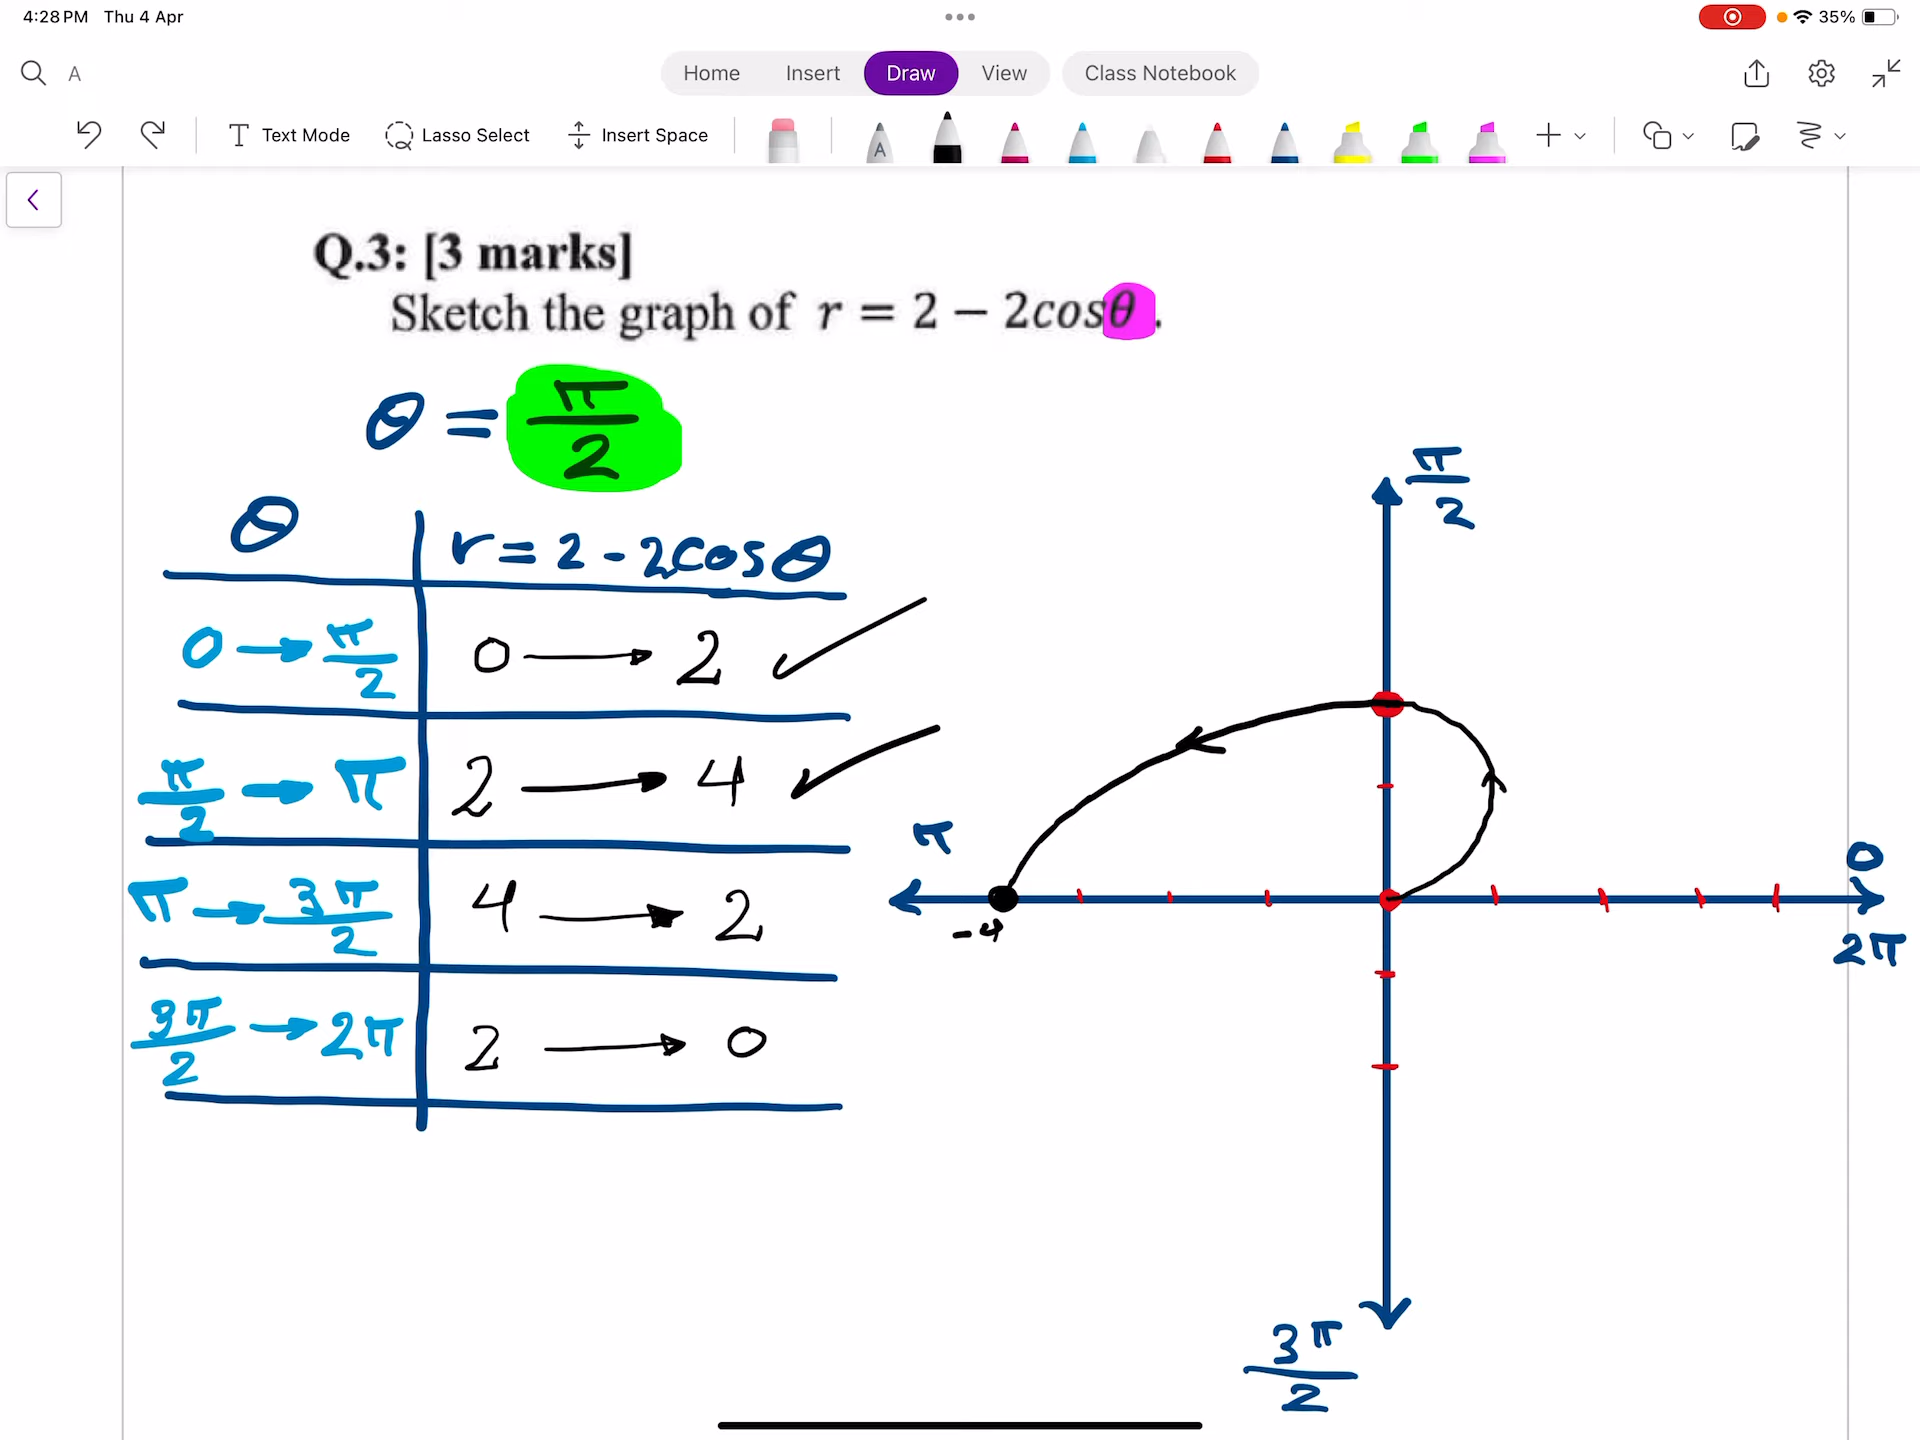 4:28 PM Thu 4 Apr
35%
A
Home Insert Draw View Class Notebook
Text Mode Lasso Select Insert Space
A
Q.3: [3 marks]
Sketch the graph of r = 2 − 2cosθ .
θ = π/2
θ r = 2 - 2cosθ
0 → π/2 0 → 2 ✓
π/2 → π 2 → 4 ✓
π → 3π/2 4 → 2
3π/2 → 2π 2 → 0
π/2
π
0
-4
2π
3π/2